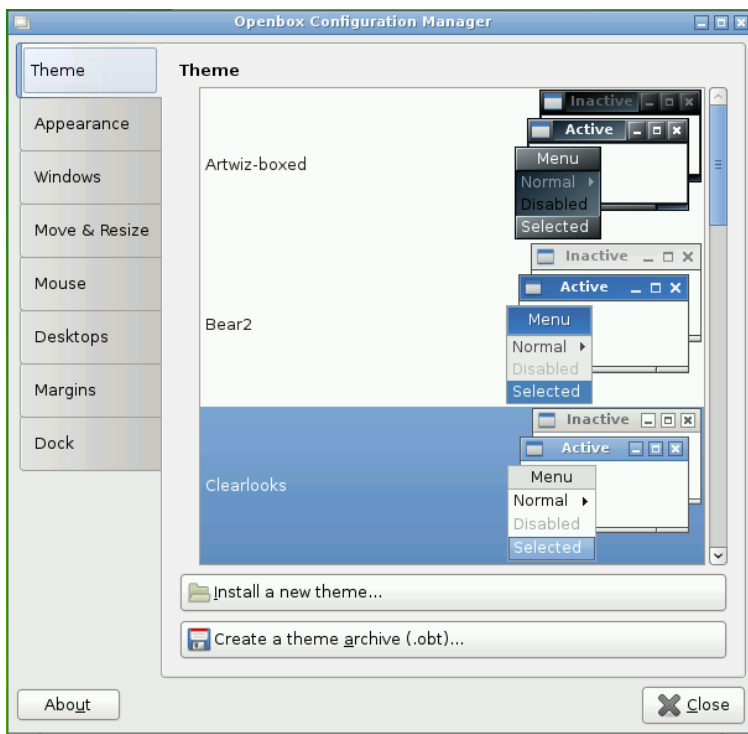 Openbox Configuration Manager
Theme
Appearance
Windows
Move & Resize
Mouse
Desktops
Margins
Dock
Theme
Artwiz-boxed
Inactive
Active
Menu
Normal
Disabled
Selected
Bear2
Inactive
Active
Menu
Normal
Disabled
Selected
Clearlooks
Inactive
Active
Menu
Normal
Disabled
Selected
Install a new theme...
Create a theme archive (.obt)...
About
Close